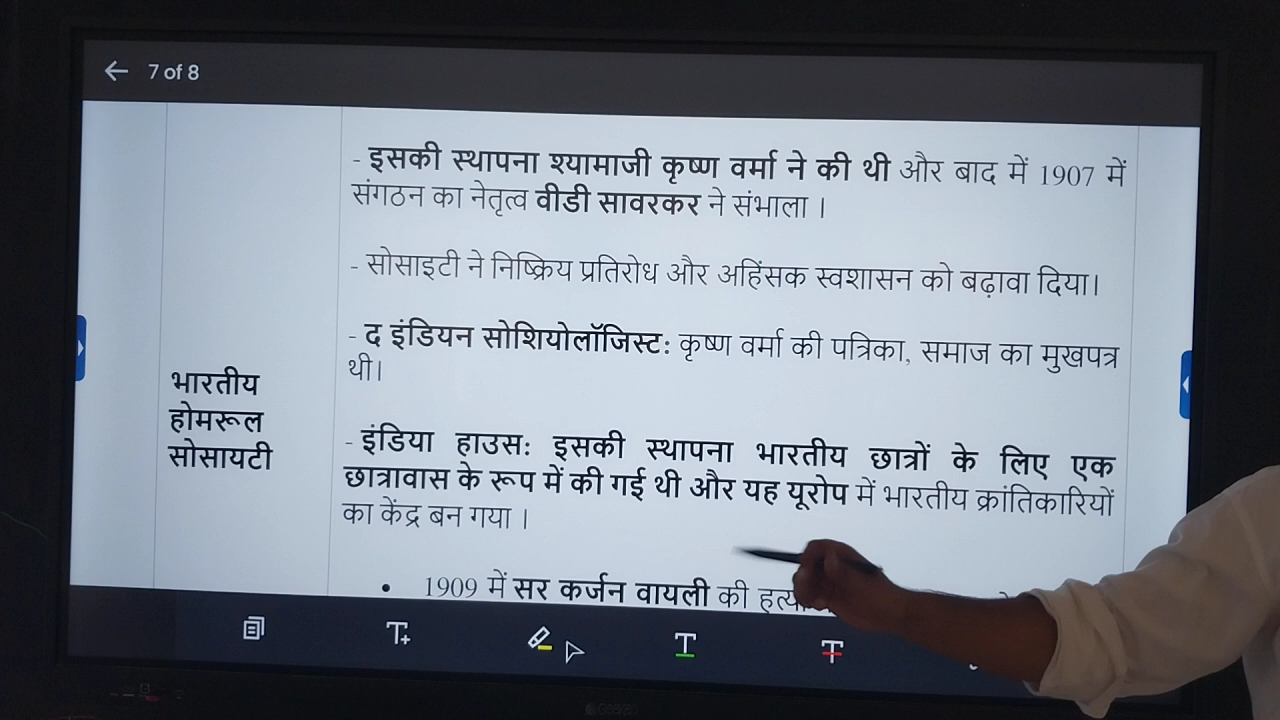 7 of 8
- इसकी स्थापना श्यामाजी कृष्ण वर्मा ने की थी और बाद में 1907 में
संगठन का नेतृत्व वीडी सावरकर ने संभाला ।
- सोसाइटी ने निष्क्रिय प्रतिरोध और अहिंसक स्वशासन को बढ़ावा दिया।
- द इंडियन सोशियोलॉजिस्ट: कृष्ण वर्मा की पत्रिका, समाज का मुखपत्र
थी।
भारतीय
होमरूल
सोसायटी
- इंडिया हाउस: इसकी स्थापना भारतीय छात्रों के लिए एक
छात्रावास के रूप में की गई थी और यह यूरोप में भारतीय क्रांतिकारियों
का केंद्र बन गया ।
• 1909 में सर कर्जन वायली की